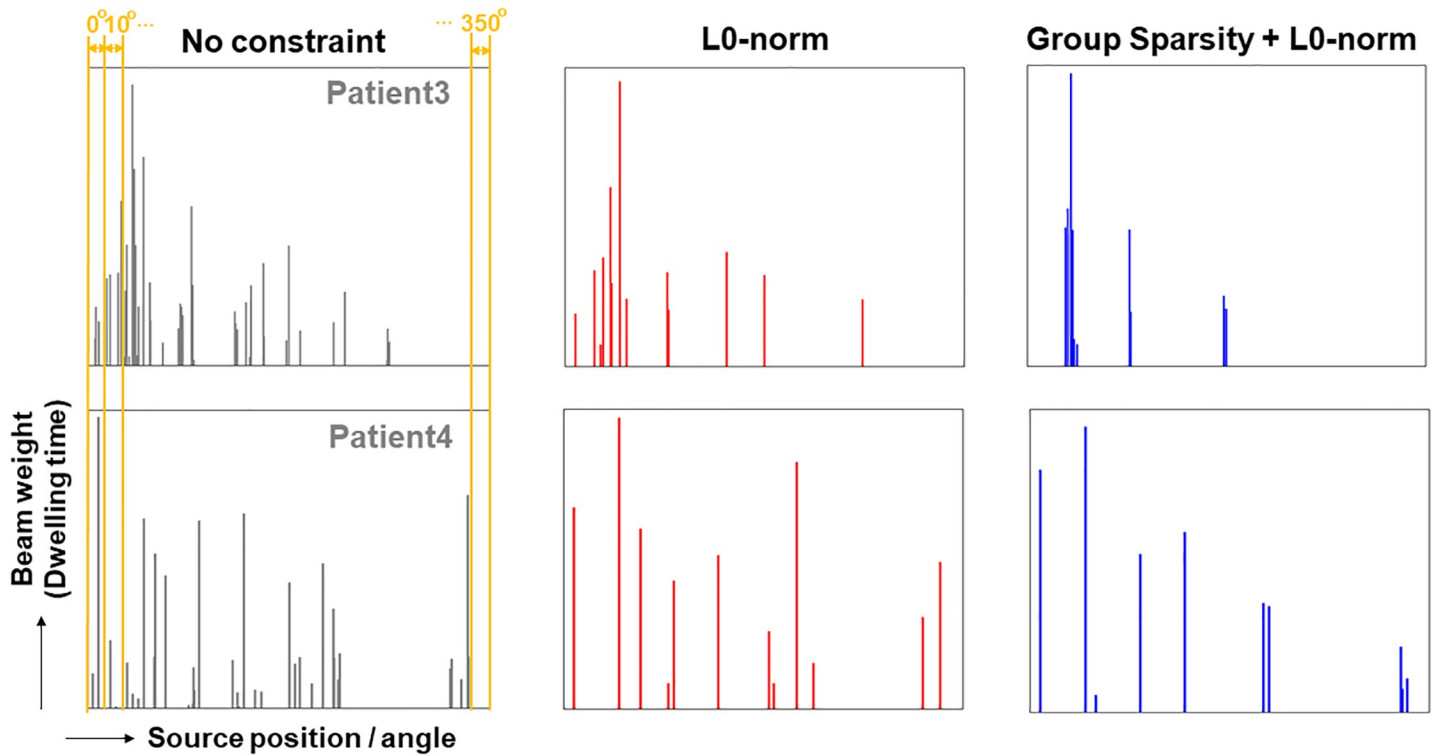 0°10°... ... 350°
No constraint
L0-norm
Group Sparsity + L0-norm
Patient3
Patient4
Beam weight
(Dwelling time)
Source position / angle